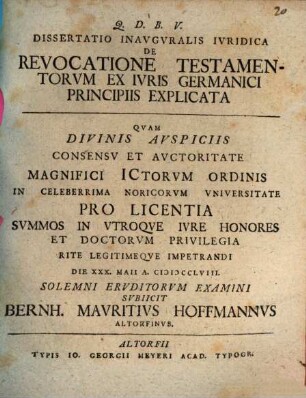 20
Q. D. B. V.
DISSERTATIO INAVGVRALIS IVRIDICA
DE
REVOCATIONE TESTAMEN-
TORVM EX IVRIS GERMANICI
PRINCIPIIS EXPLICATA
QVAM
DIVINIS AVSPICIIS
CONSENSV ET AVCTORITATE
MAGNIFICI ICTORVM ORDINIS
IN CELEBERRIMA NORICORVM VNIVERSITATE
PRO LICENTIA
SVMMOS IN VTROQVE IVRE HONORES
ET DOCTORVM PRIVILEGIA
RITE LEGITIMEQVE IMPETRANDI
DIE XXX. MAII A. CIƆIƆCCLVIII.
SOLEMNI ERVDITORVM EXAMINI
SVBIICIT
BERNH. MAVRITIVS HOFFMANNVS
ALTORFINVS.
ALTORFII
TYPIS IO. GEORGII MEYERI ACAD. TYPOGR.